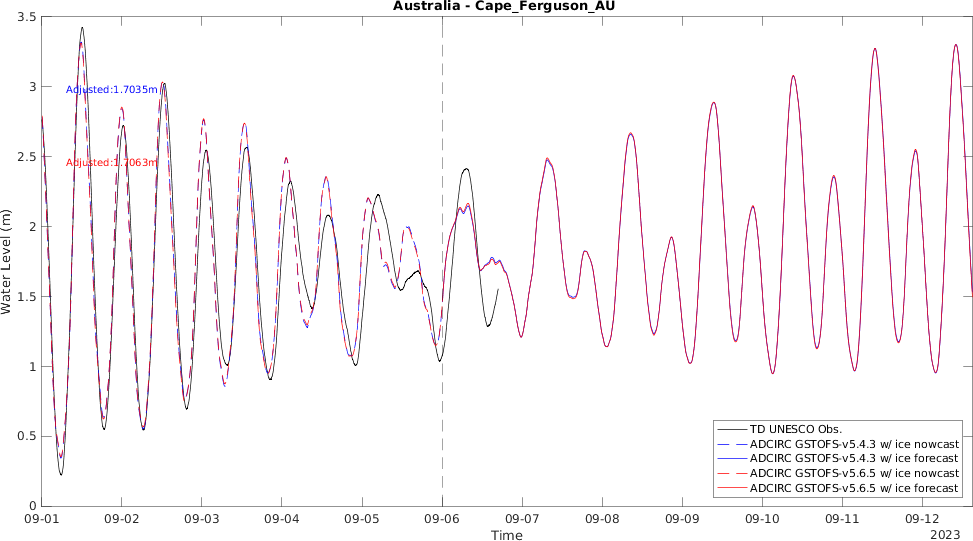 Australia - Cape_Ferguson_AU
3.5
3
2.5
2
1.5
1
0.5
0
Water Level (m)
Adjusted:1.7035m
Adjusted:1.7063m
TD UNESCO Obs.
ADCIRC GSTOFS-v5.4.3 w/ ice nowcast
ADCIRC GSTOFS-v5.4.3 w/ ice forecast
ADCIRC GSTOFS-v5.6.5 w/ ice nowcast
ADCIRC GSTOFS-v5.6.5 w/ ice forecast
09-01 09-02 09-03 09-04 09-05 09-06 09-07 09-08 09-09 09-10 09-11 09-12
2023
Time